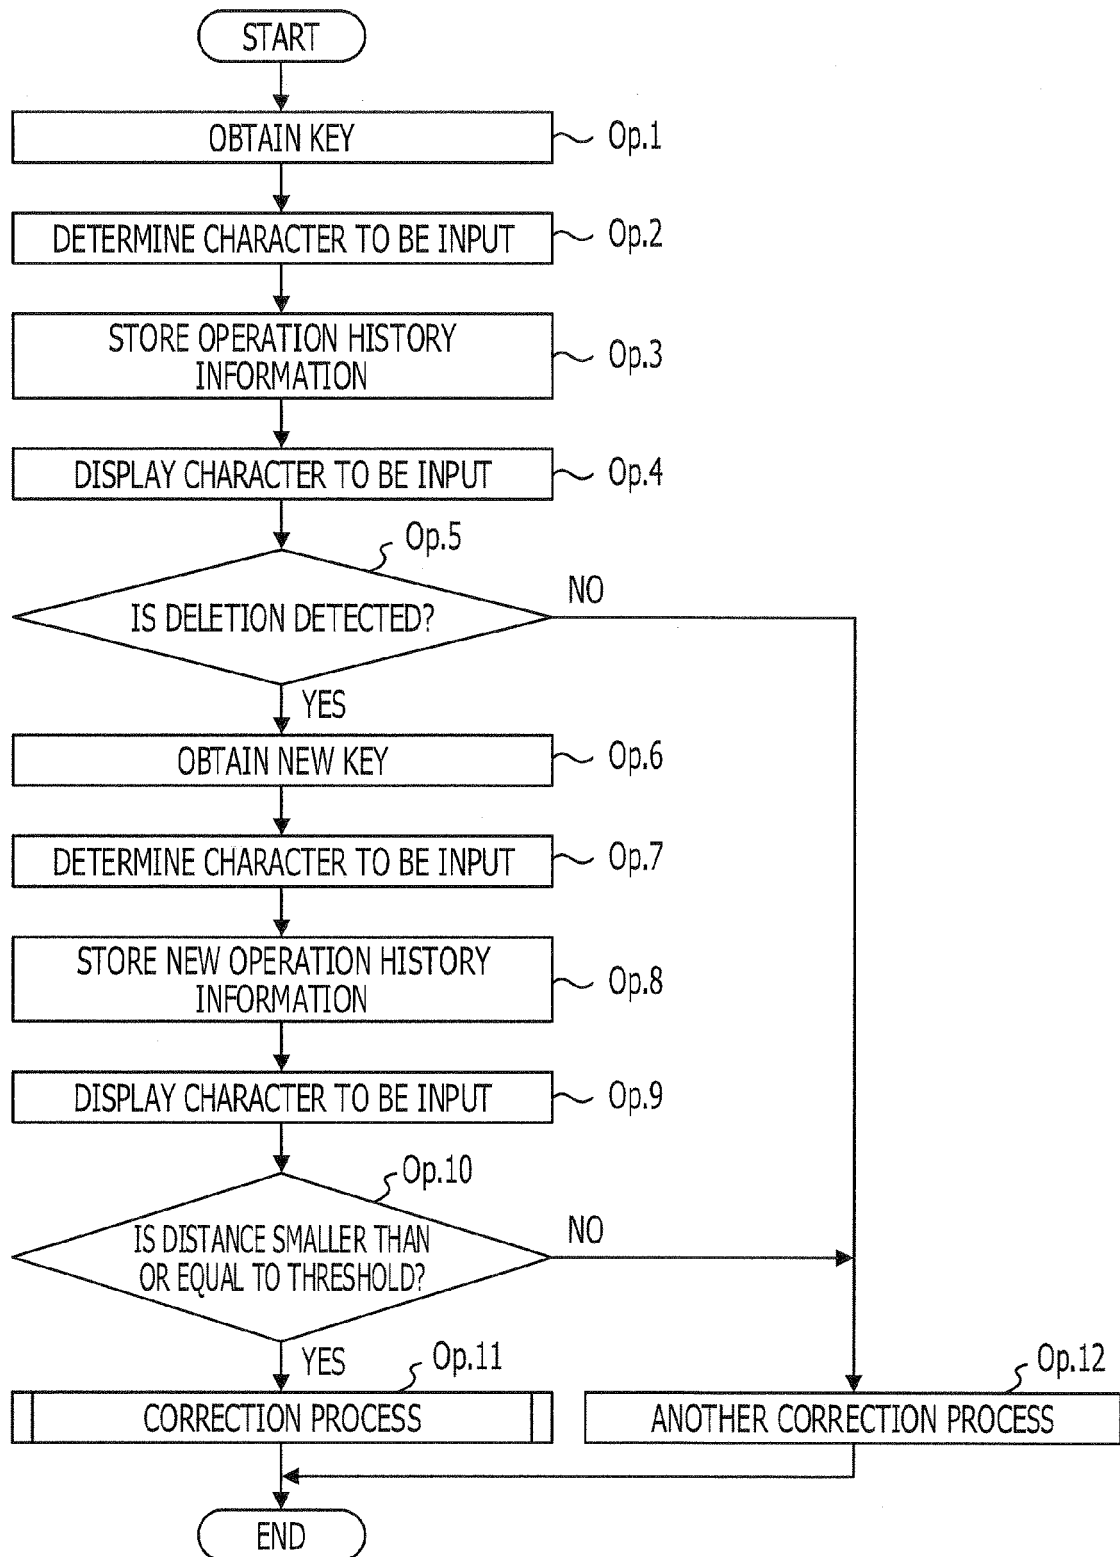 START
OBTAIN KEY
Op.1
DETERMINE CHARACTER TO BE INPUT
Op.2
STORE OPERATION HISTORY
INFORMATION
Op.3
DISPLAY CHARACTER TO BE INPUT
Op.4
Op.5
IS DELETION DETECTED?
NO
YES
OBTAIN NEW KEY
Op.6
DETERMINE CHARACTER TO BE INPUT
Op.7
STORE NEW OPERATION HISTORY
INFORMATION
Op.8
DISPLAY CHARACTER TO BE INPUT
Op.9
Op.10
IS DISTANCE SMALLER THAN
OR EQUAL TO THRESHOLD?
NO
YES
Op.11
CORRECTION PROCESS
Op.12
ANOTHER CORRECTION PROCESS
END